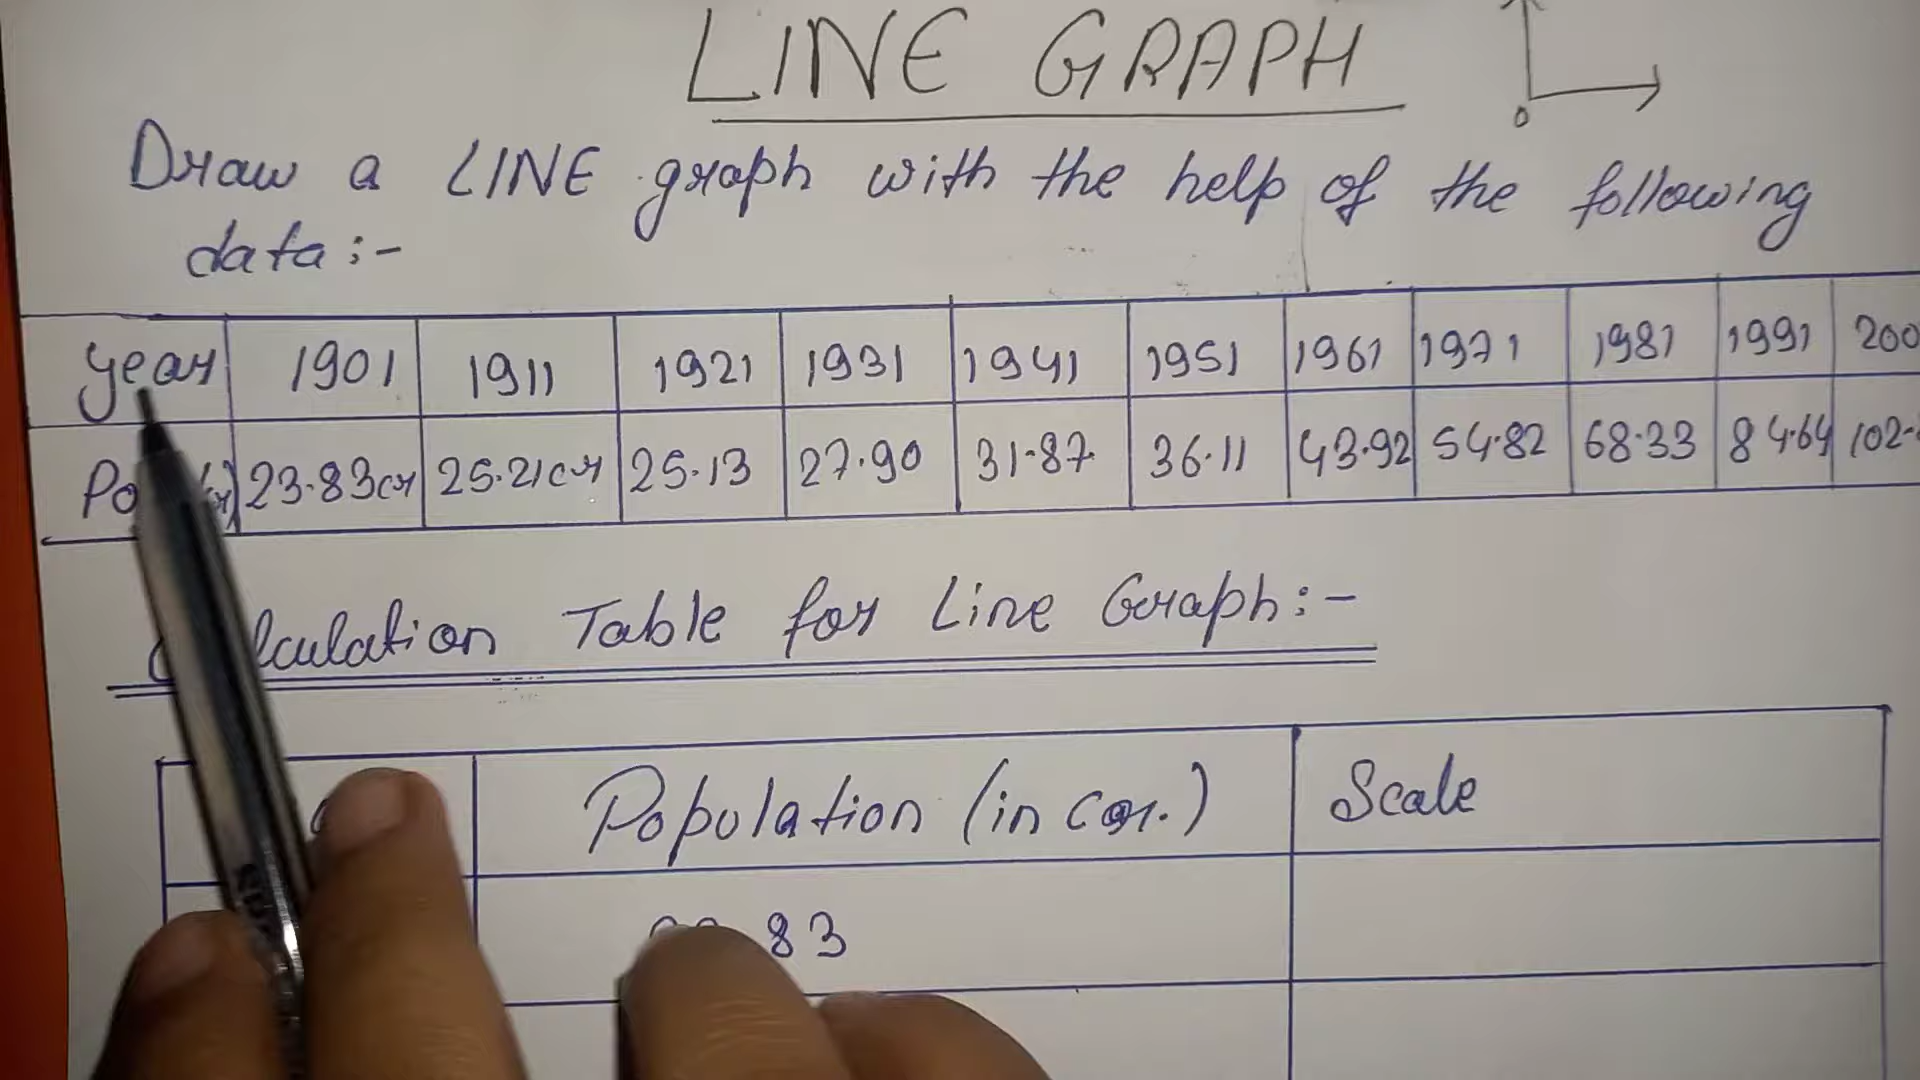 LINE GRAPH
0
Draw a LINE graph with the help of the following
data:-
year 1901 1911 1921 1931 1941 1951 1961 1971 1981 1991
23.83cr 25.21cr 25.13 27.90 31.87 36.11 43.92 54.82 68.33 84.64
Table for Line Graph:-
Population (in cr.) Scale
83